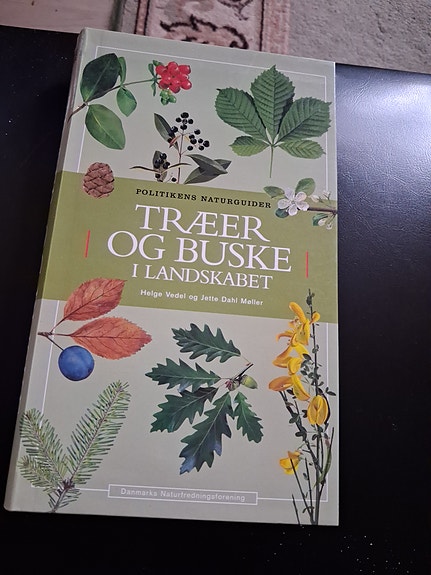 POLITIKENS NATURGUIDER
TRÆER
OG BUSKE
I LANDSKABET
Helge Vedel og Jette Dahl Møller
Danmarks Naturfredningsforening